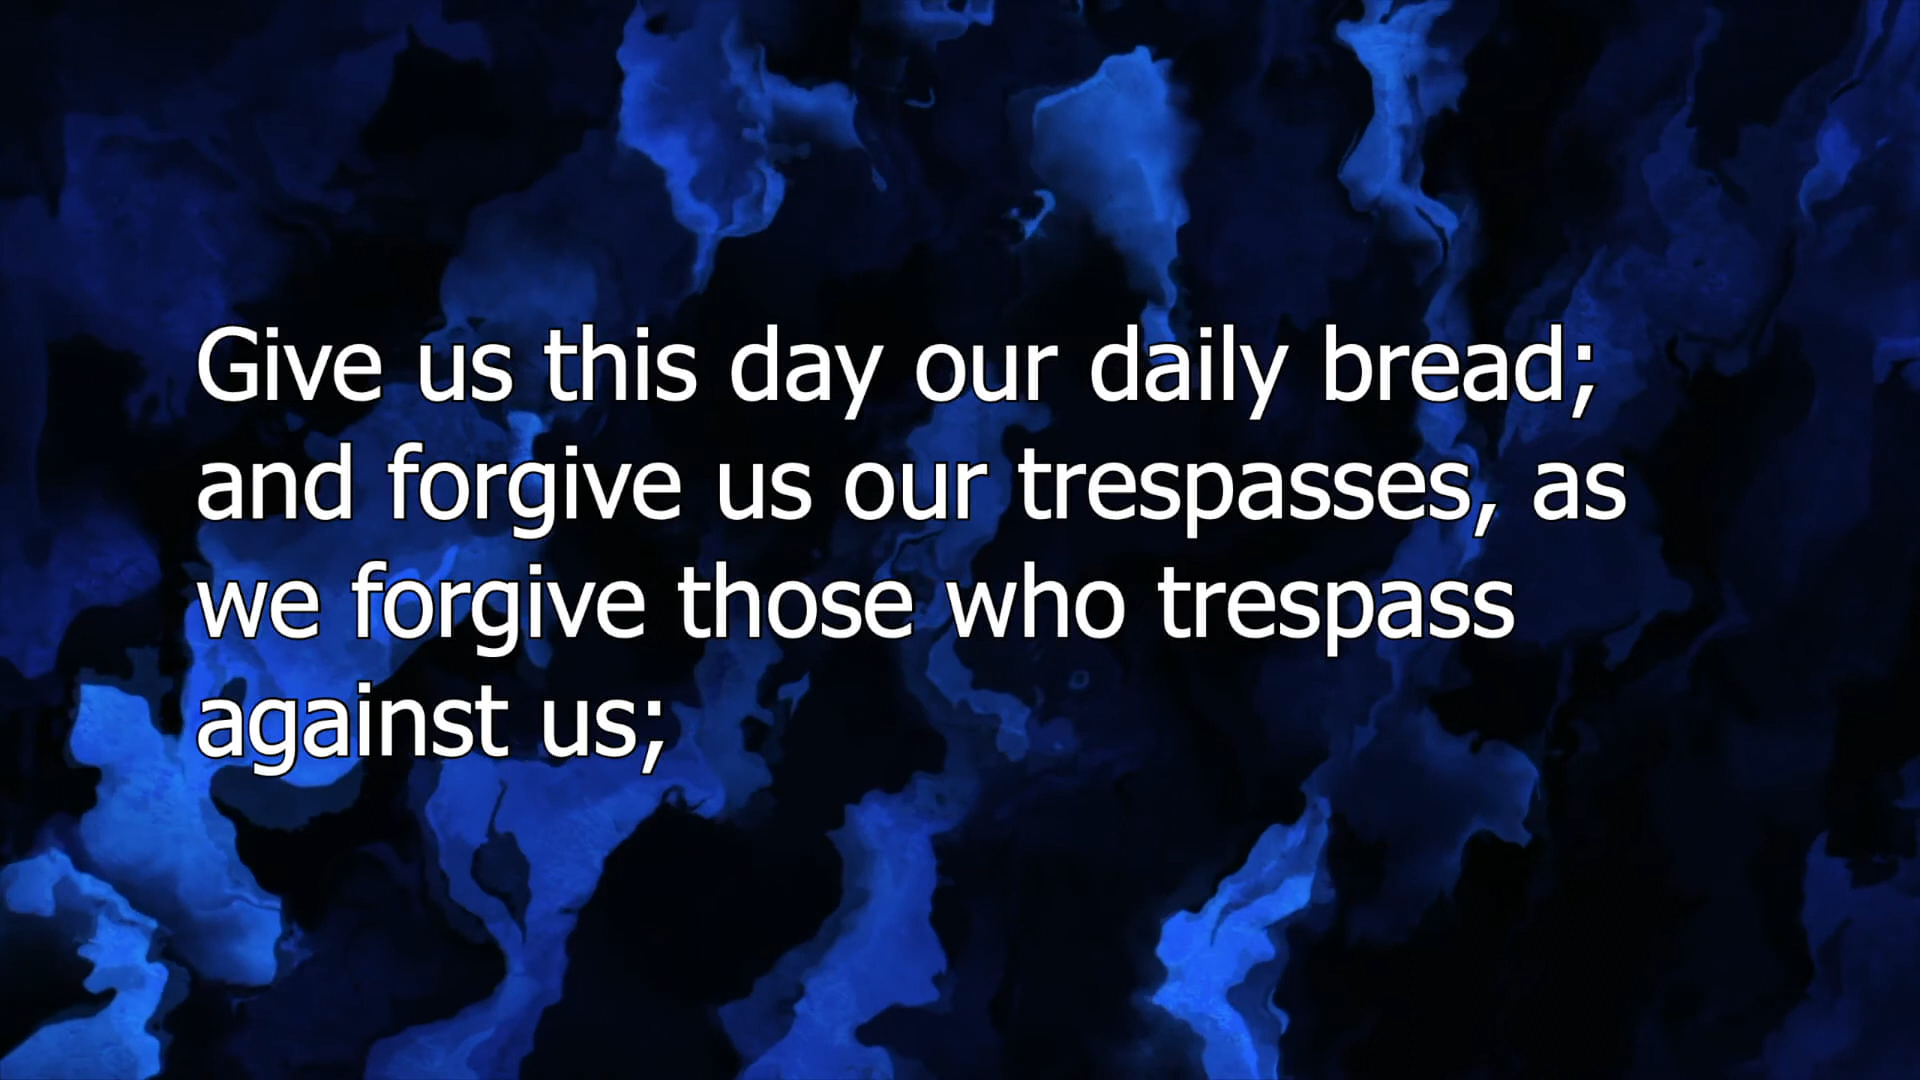 Give us this day our daily bread;
and forgive us our trespasses, as
we forgive those who trespass
against us;